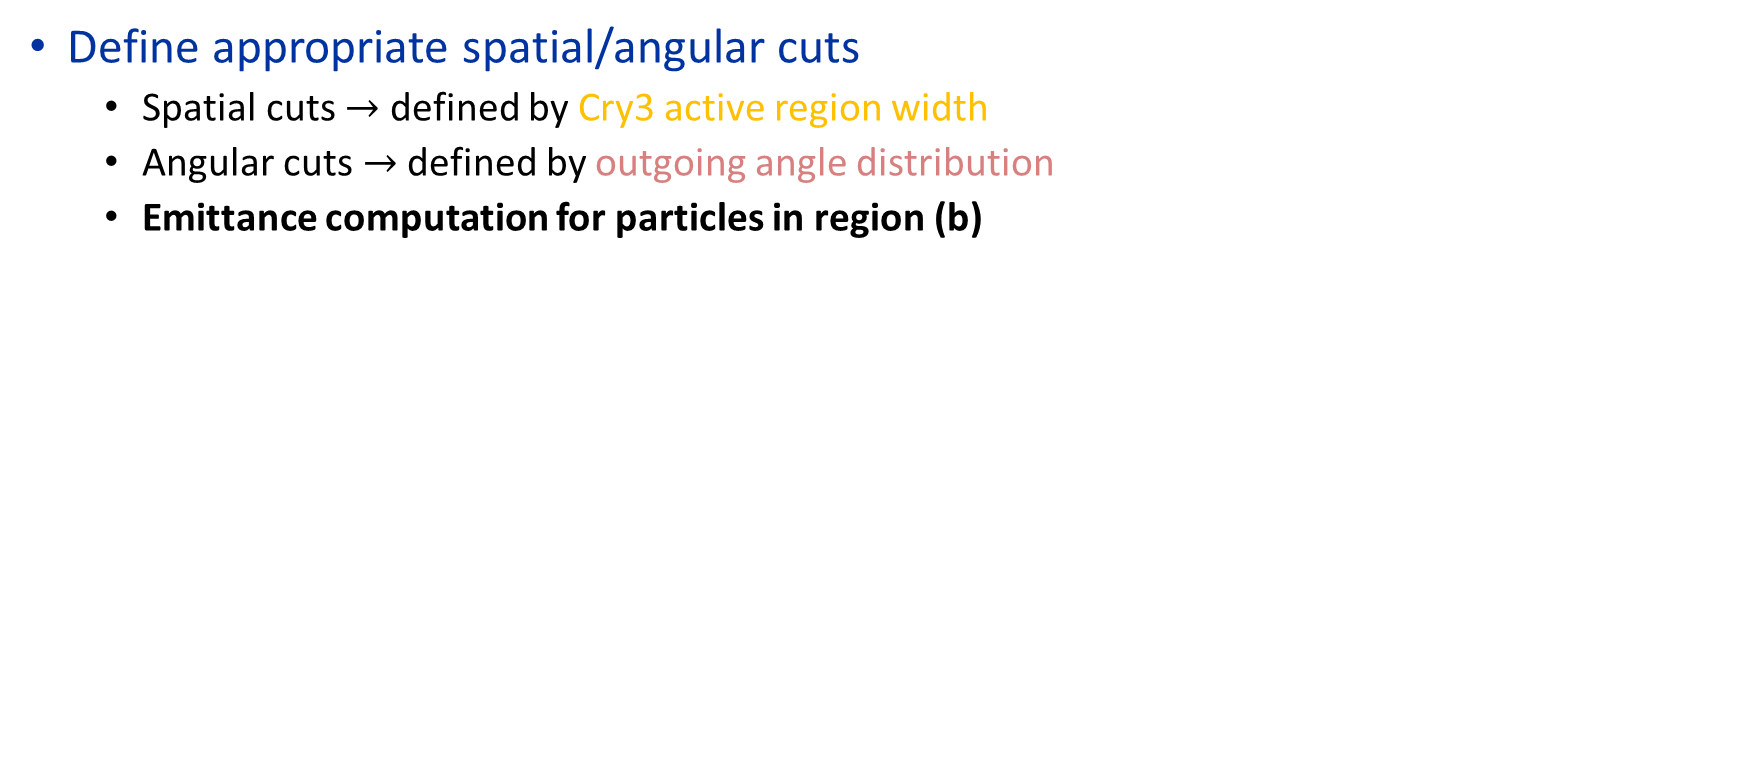 • Define appropriate spatial/angular cuts
• Spatial cuts → defined by Cry3 active region width
• Angular cuts → defined by outgoing angle distribution
• Emittance computation for particles in region (b)